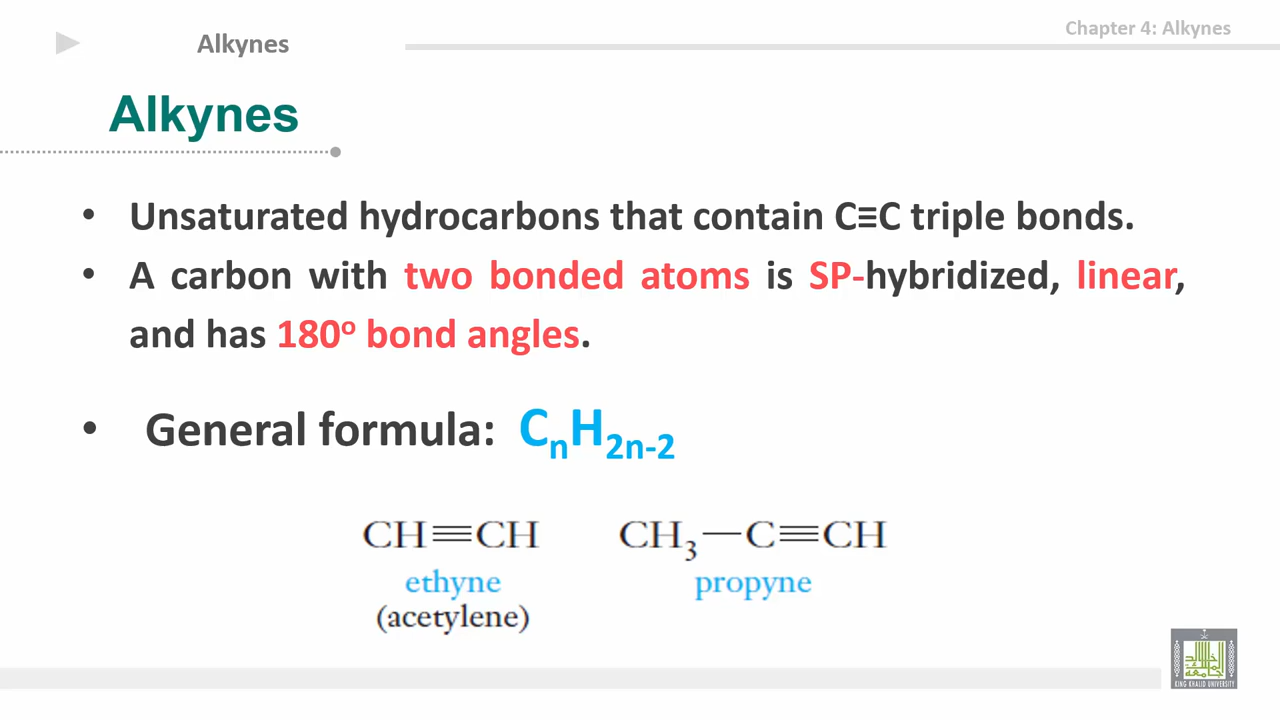 Alkynes
Chapter 4: Alkynes
Alkynes
• Unsaturated hydrocarbons that contain C≡C triple bonds.
• A carbon with two bonded atoms is SP-hybridized, linear,
and has 180º bond angles.
• General formula: CₙH₂ₙ₋₂
CH≡CH CH₃—C≡CH
ethyne propyne
(acetylene)
KING KHALID UNIVERSITY